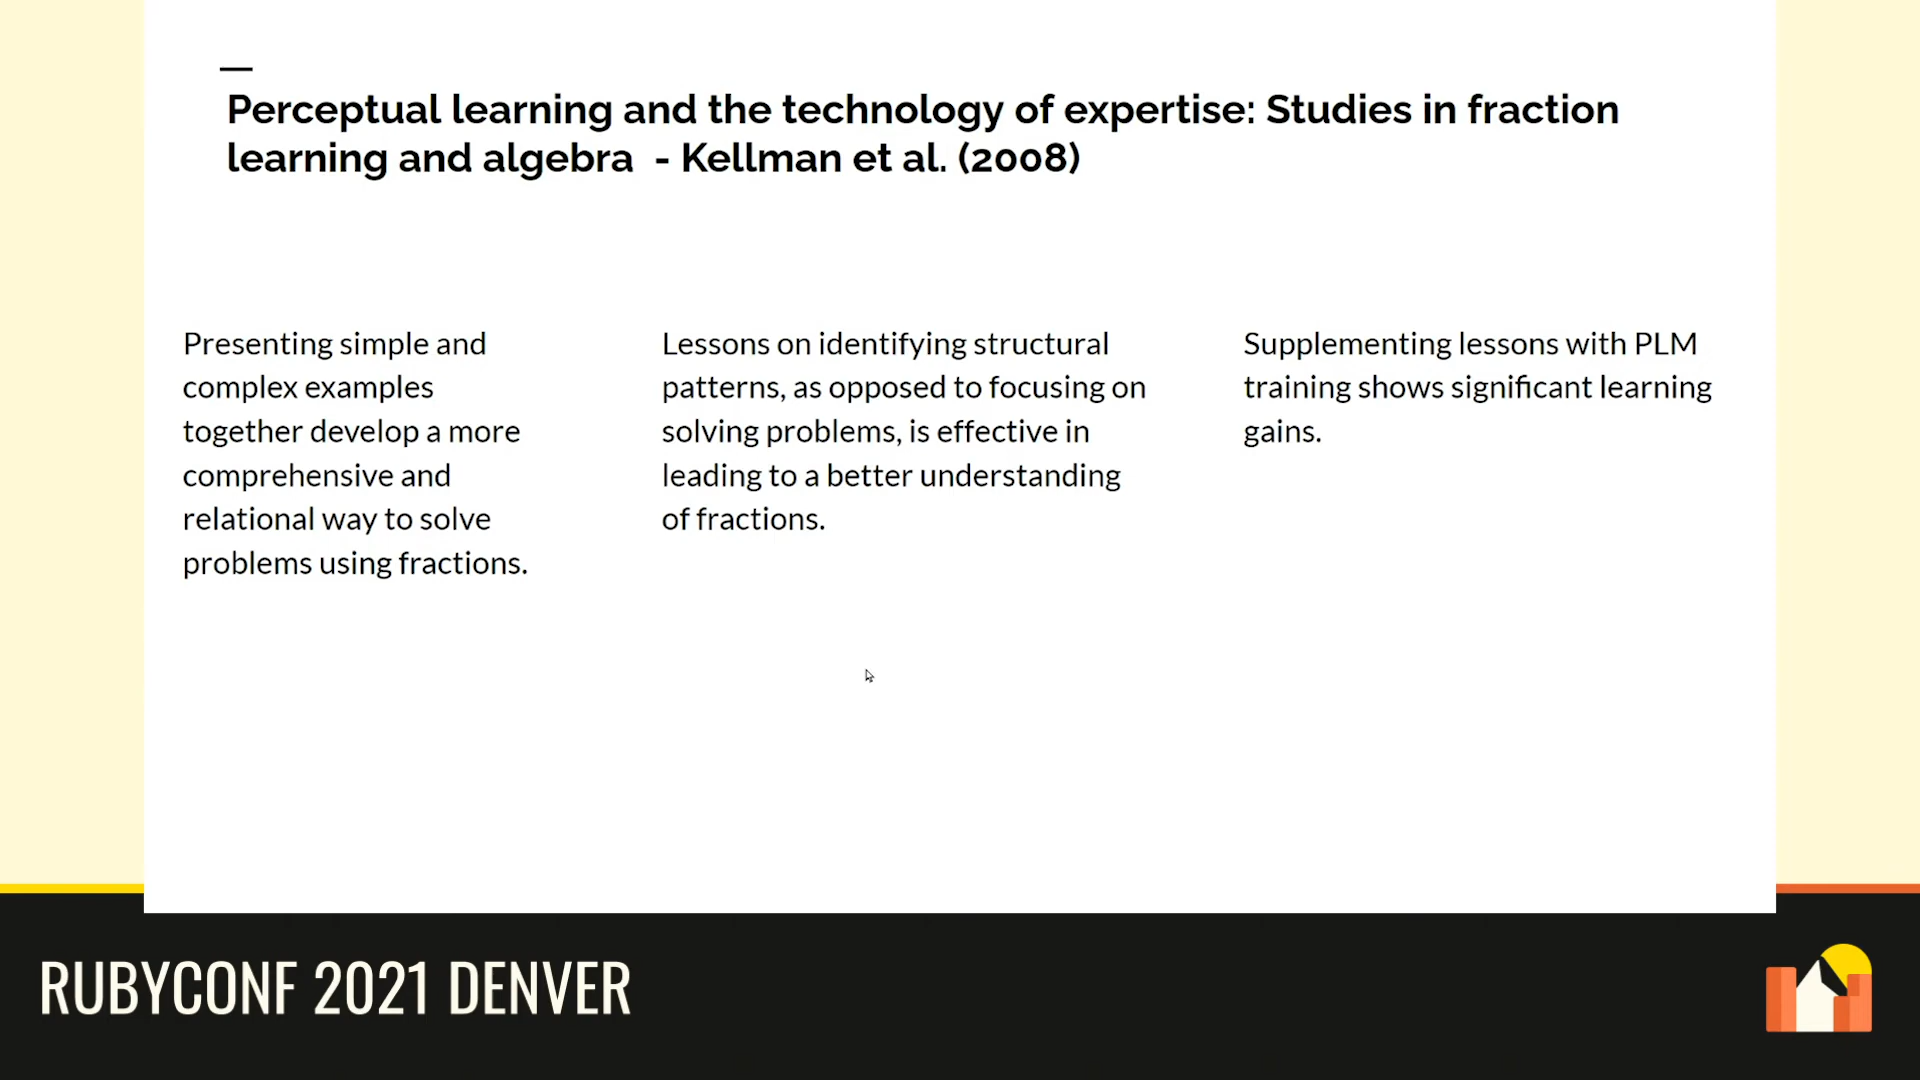 Perceptual learning and the technology of expertise: Studies in fraction
learning and algebra - Kellman et al. (2008)
Presenting simple and
complex examples
together develop a more
comprehensive and
relational way to solve
problems using fractions.
Lessons on identifying structural
patterns, as opposed to focusing on
solving problems, is effective in
leading to a better understanding
of fractions.
Supplementing lessons with PLM
training shows significant learning
gains.
RUBYCONF 2021 DENVER